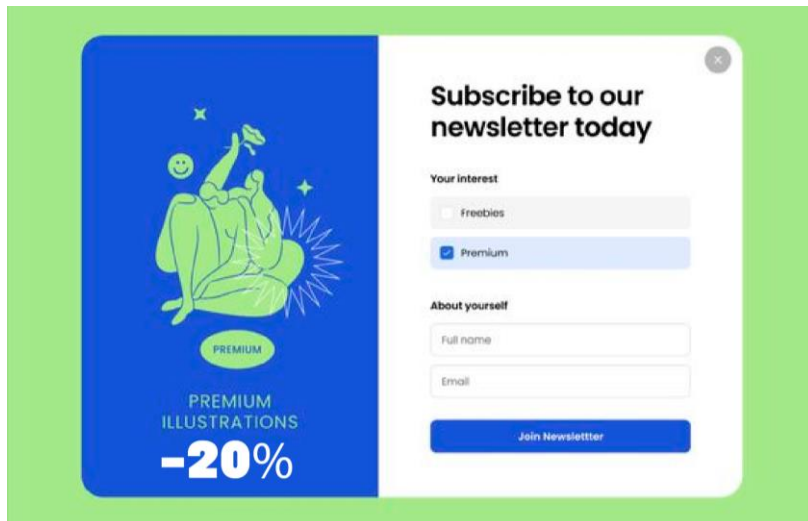 PREMIUM
PREMIUM
ILLUSTRATIONS
-20%
Subscribe to our
newsletter today
Your interest
Freebies
Premium
About yourself
Full name
Email
Join Newslettter